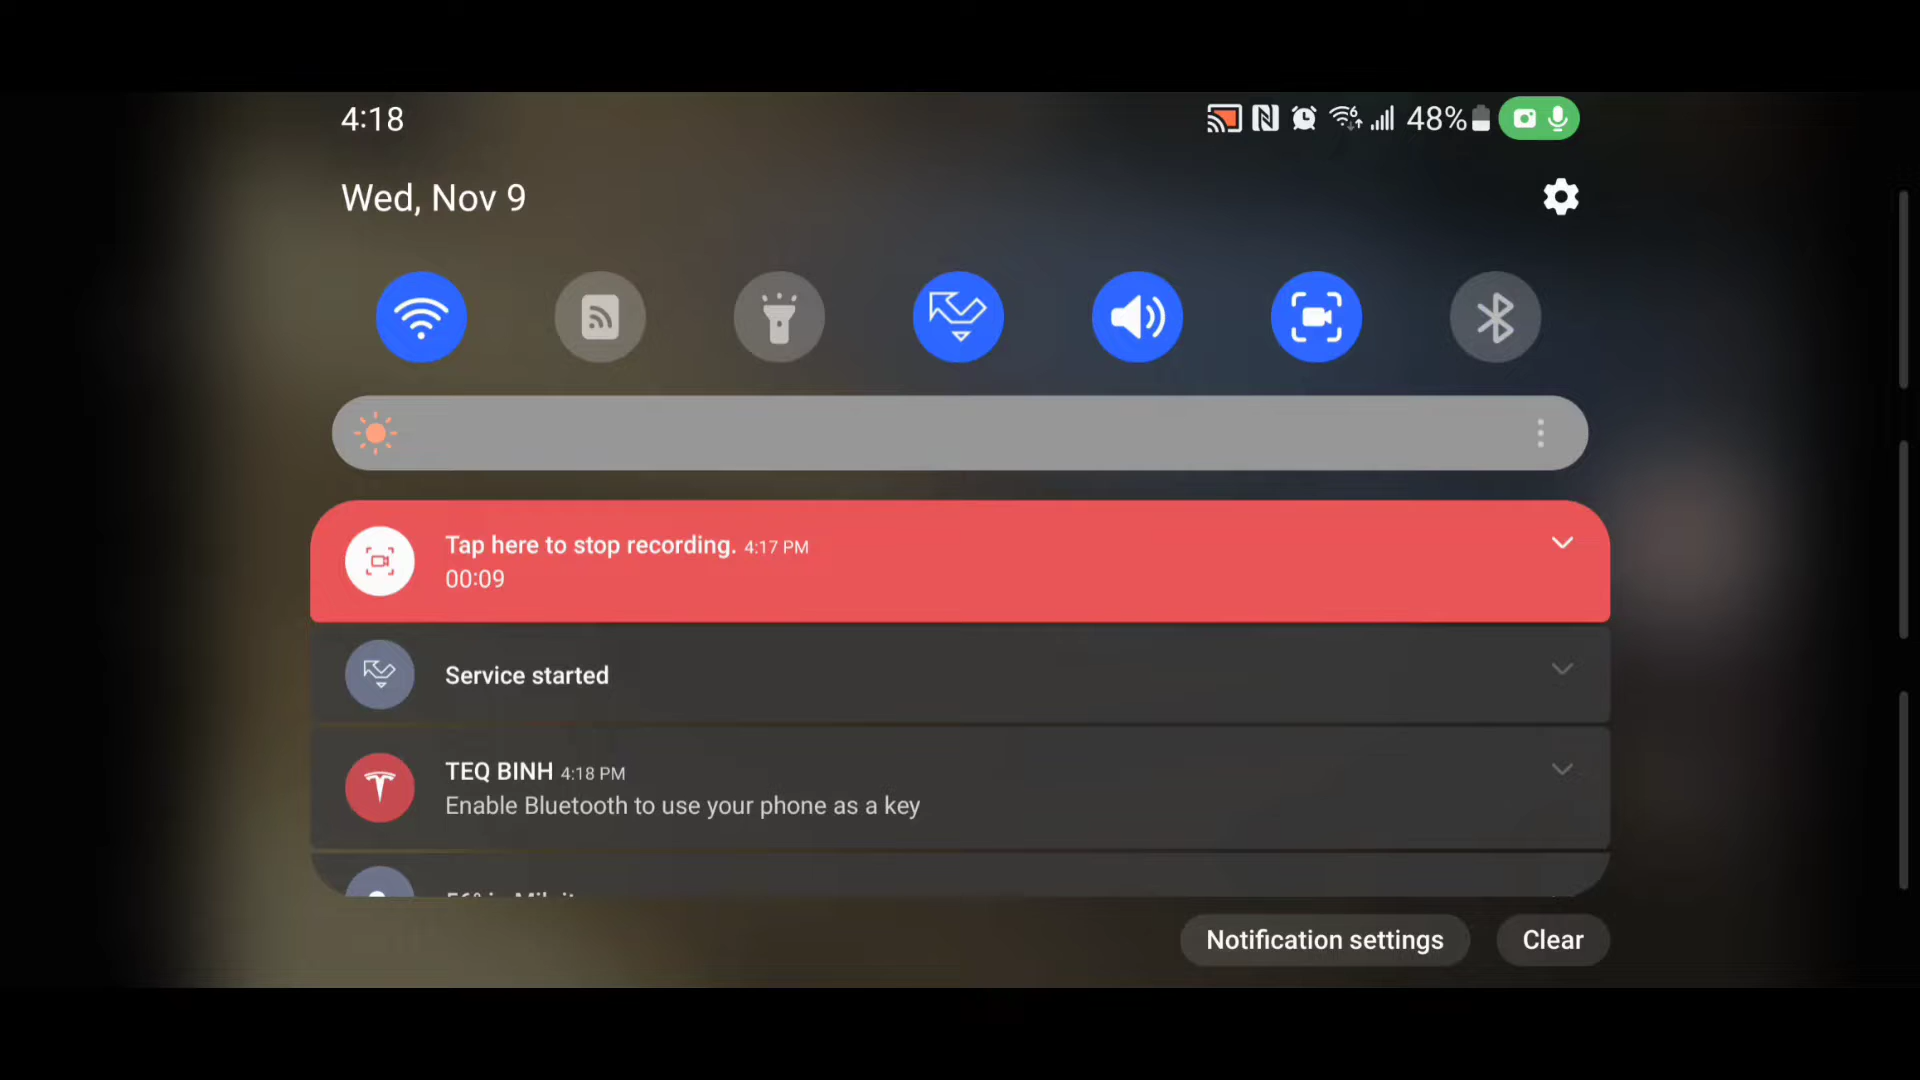 4:18
48%
Wed, Nov 9
Tap here to stop recording. 4:17 PM
00:09
Service started
TEQ BINH 4:18 PM
Enable Bluetooth to use your phone as a key
Notification settings
Clear